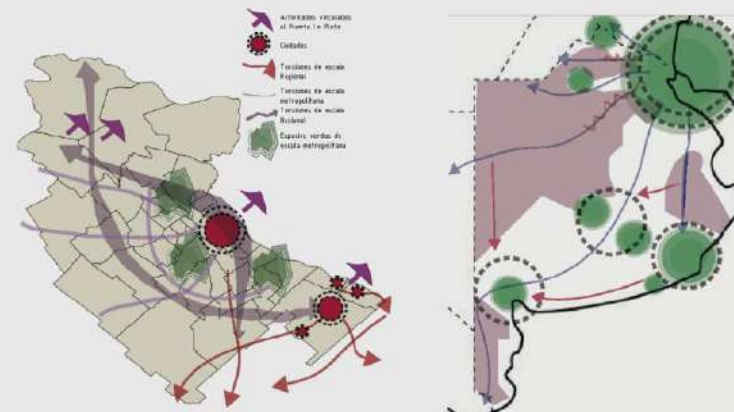 Actividades vinculadas
al Puerto La Plata
Ciudades
Tensiones de escala
Regional
Tensiones de escala
metropolitana
Tensiones de escala
Nacional
Espacios verdes de
escala metropolitana